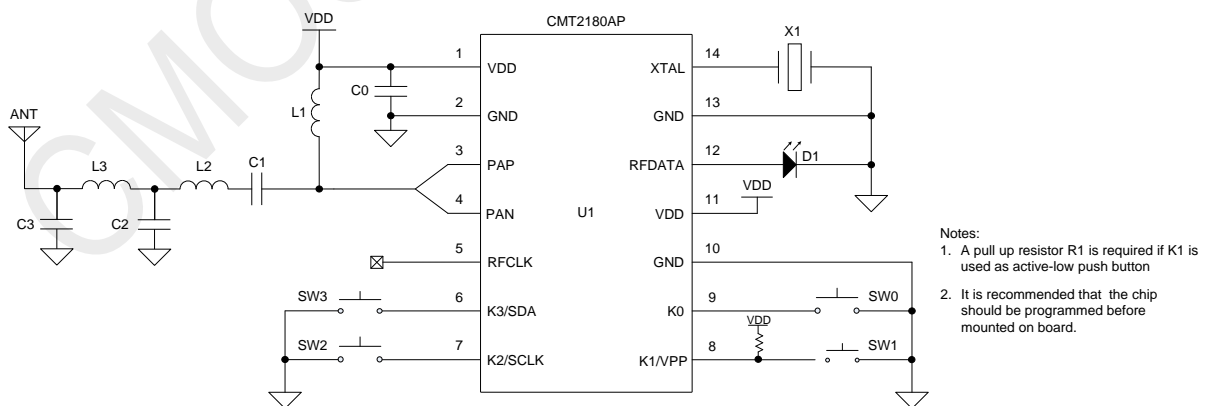 CMOS
CMT2180AP
VDD
X1
1
VDD
14
XTAL
C0
L1
2
GND
13
GND
ANT
3
PAP
12
RFDATA
D1
L3
L2
C1
VDD
4
PAN
U1
11
VDD
C3
C2
5
RFCLK
10
GND
SW3
6
K3/SDA
9
K0
SW0
VDD
SW2
7
K2/SCLK
8
K1/VPP
SW1
Notes:
1. A pull up resistor R1 is required if K1 is
used as active-low push button
2. It is recommended that the chip
should be programmed before
mounted on board.